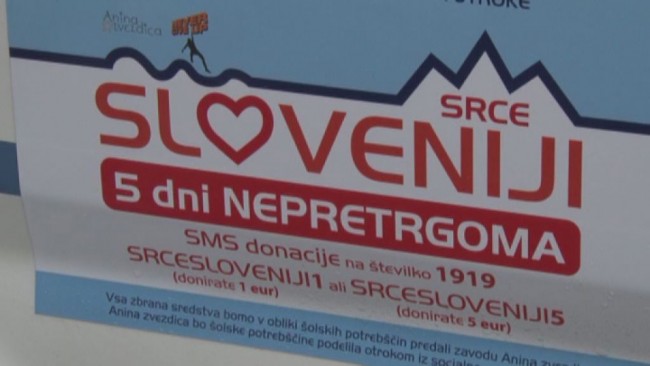 OTROKE
Anina
zvezdica
SRCE
SLOVENIJI
5 dni NEPRETRGOMA
SMS donacije na številko 1919
SRCESLOVENIJI1 ali SRCESLOVENIJI5
(donirate 1 eur) (donirate 5 eur)
Vsa zbrana sredstva bomo v obliki šolskih potrebščin predali zavodu Anina
Anina zvezdica bo šolske potrebščine podelila otrokom iz